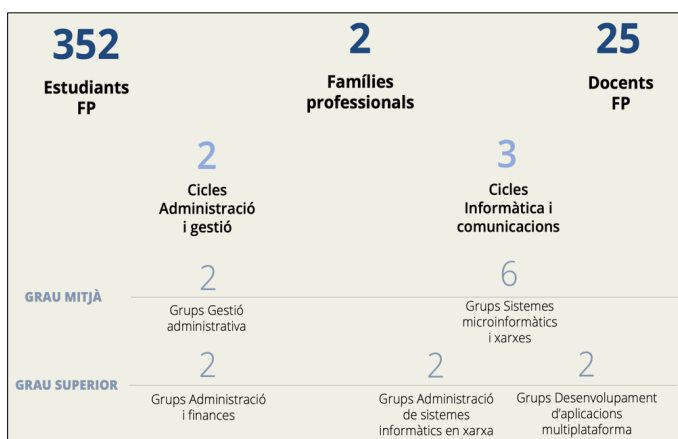 352
Estudiants
FP
2
Famílies
professionals
25
Docents
FP
2
Cicles
Administració
i gestió
3
Cicles
Informàtica i
comunicacions
GRAU MITJÀ
2
Grups Gestió
administrativa
6
Grups Sistemes
microinformàtics
i xarxes
GRAU SUPERIOR
2
Grups Administració
i finances
2
Grups Administració
de sistemes
informàtics en xarxa
2
Grups Desenvolupament
d'aplicacions
multiplataforma